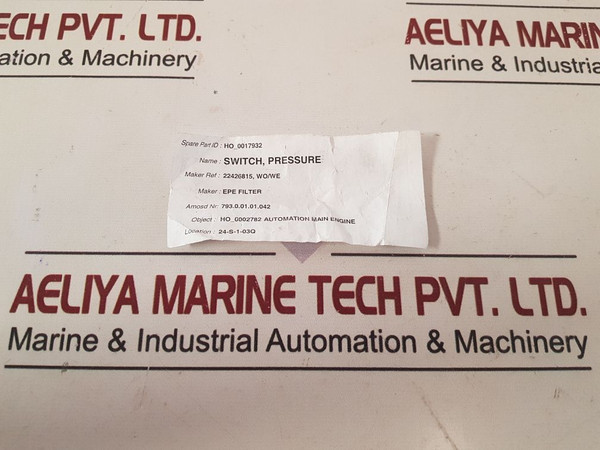 ECH PVT. LTD.
ation & Machinery
AELIYA MARIN
Marine & Industria
Spare Part ID : HO_0017932
Name : SWITCH, PRESSURE
Maker Ref : 22426815, WO/WE
Maker : EPE FILTER
Amosd Nr: 793.0.01.01.042
Object : HO_0002782 AUTOMATION MAIN ENGINE
Location : 24-S-1-03Q
AELIYA MARINE TECH PVT. LTD.
Marine & Industrial Automation & Machinery